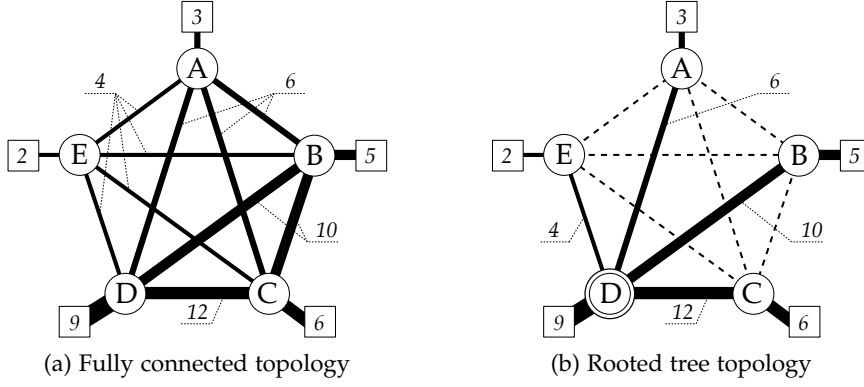 3 3
A A
4 6 6
2 E B 5 2 E B 5
10 4 10
D C D C
9 12 6 9 12 6
(a) Fully connected topology (b) Rooted tree topology